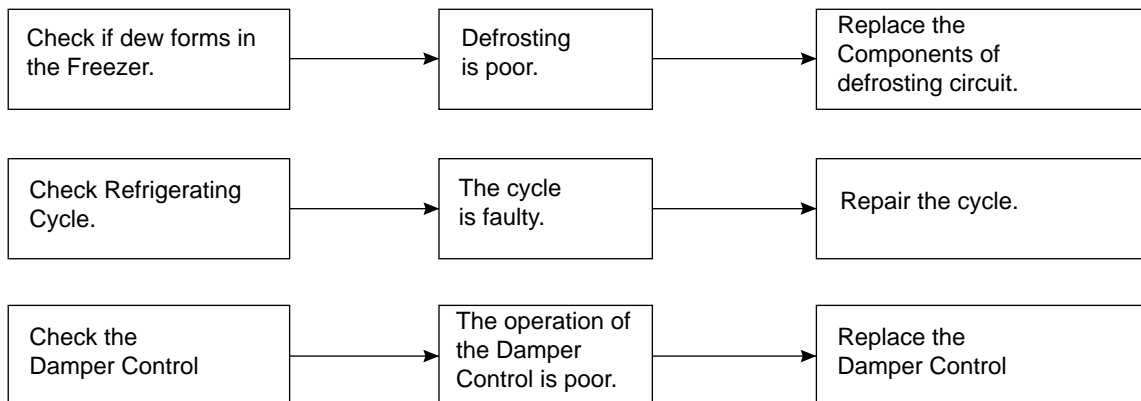 Check if dew forms in
the Freezer.
Defrosting
is poor.
Replace the
Components of
defrosting circuit.
Check Refrigerating
Cycle.
The cycle
is faulty.
Repair the cycle.
Check the
Damper Control
The operation of
the Damper
Control is poor.
Replace the
Damper Control